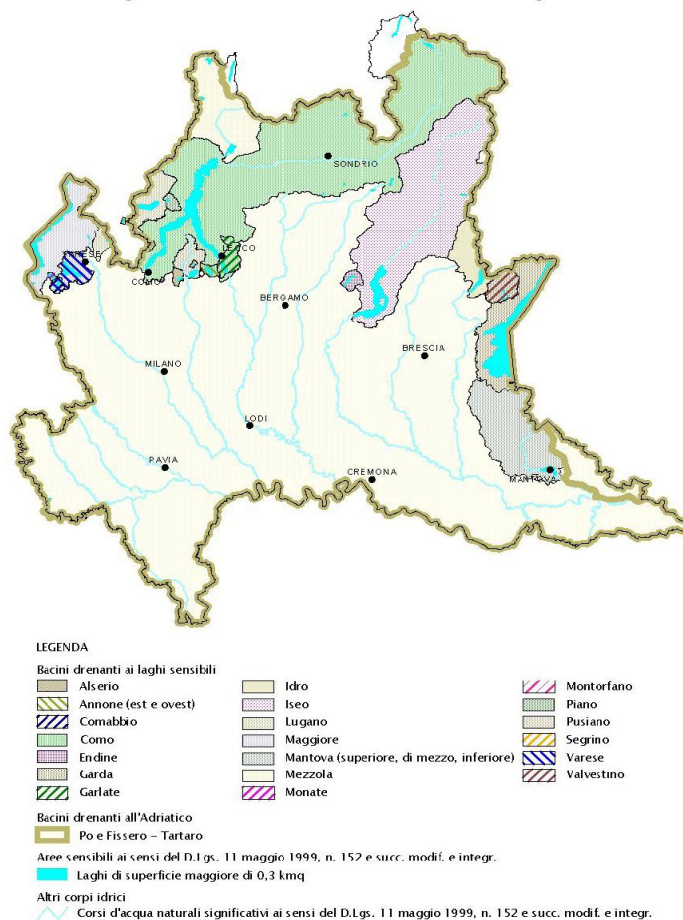 SONDRIO
LECCO
VARESE
COMO
BERGAMO
BRESCIA
MILANO
LODI
PAVIA
CREMONA
MANTOVA
LEGENDA
Bacini drenanti ai laghi sensibili
Alserio
Annone (est e ovest)
Comabbio
Como
Endine
Garda
Garlate
Idro
Iseo
Lugano
Maggiore
Mantova (superiore, di mezzo, inferiore)
Mezzola
Monate
Montorfano
Piano
Pusiano
Segrino
Varese
Valvestino
Bacini drenanti all'Adriatico
Po e Fissero – Tartaro
Aree sensibili ai sensi del D.Lgs. 11 maggio 1999, n. 152 e succ. modif. e integr.
Laghi di superficie maggiore di 0,3 kmq
Altri corpi idrici
Corsi d'acqua naturali significativi ai sensi del D.Lgs. 11 maggio 1999, n. 152 e succ. modif. e integr.